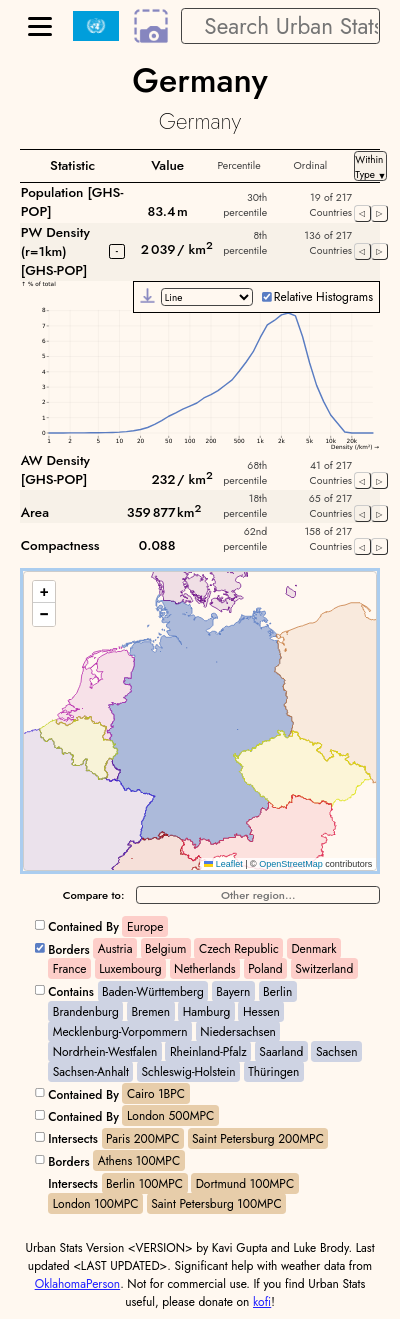 Search Urban Stats
Germany
Germany
Statistic Value Percentile Ordinal Within Type ▼
Population [GHS-POP] 83.4 m 30th percentile 19 of 217 Countries ◁ ▷
PW Density (r=1km) [GHS-POP] - 2 039 / km² 8th percentile 136 of 217 Countries ◁ ▷
↑ % of total
Line Relative Histograms
8
7
6
5
4
3
2
1
0
1 2 5 10 20 50 100 200 500 1k 2k 5k 10k 20k
Density (/km²) →
AW Density [GHS-POP] 232 / km² 68th percentile 41 of 217 Countries ◁ ▷
Area 359 877 km² 18th percentile 65 of 217 Countries ◁ ▷
Compactness 0.088 62nd percentile 158 of 217 Countries ◁ ▷
+
−
Leaflet | © OpenStreetMap contributors
Compare to: Other region...
Contained By Europe
Borders Austria Belgium Czech Republic Denmark
France Luxembourg Netherlands Poland Switzerland
Contains Baden-Württemberg Bayern Berlin
Brandenburg Bremen Hamburg Hessen
Mecklenburg-Vorpommern Niedersachsen
Nordrhein-Westfalen Rheinland-Pfalz Saarland Sachsen
Sachsen-Anhalt Schleswig-Holstein Thüringen
Contained By Cairo 1BPC
Contained By London 500MPC
Intersects Paris 200MPC Saint Petersburg 200MPC
Borders Athens 100MPC
Intersects Berlin 100MPC Dortmund 100MPC
London 100MPC Saint Petersburg 100MPC
Urban Stats Version <VERSION> by Kavi Gupta and Luke Brody. Last
updated <LAST UPDATED>. Significant help with weather data from
OklahomaPerson. Not for commercial use. If you find Urban Stats
useful, please donate on kofi!